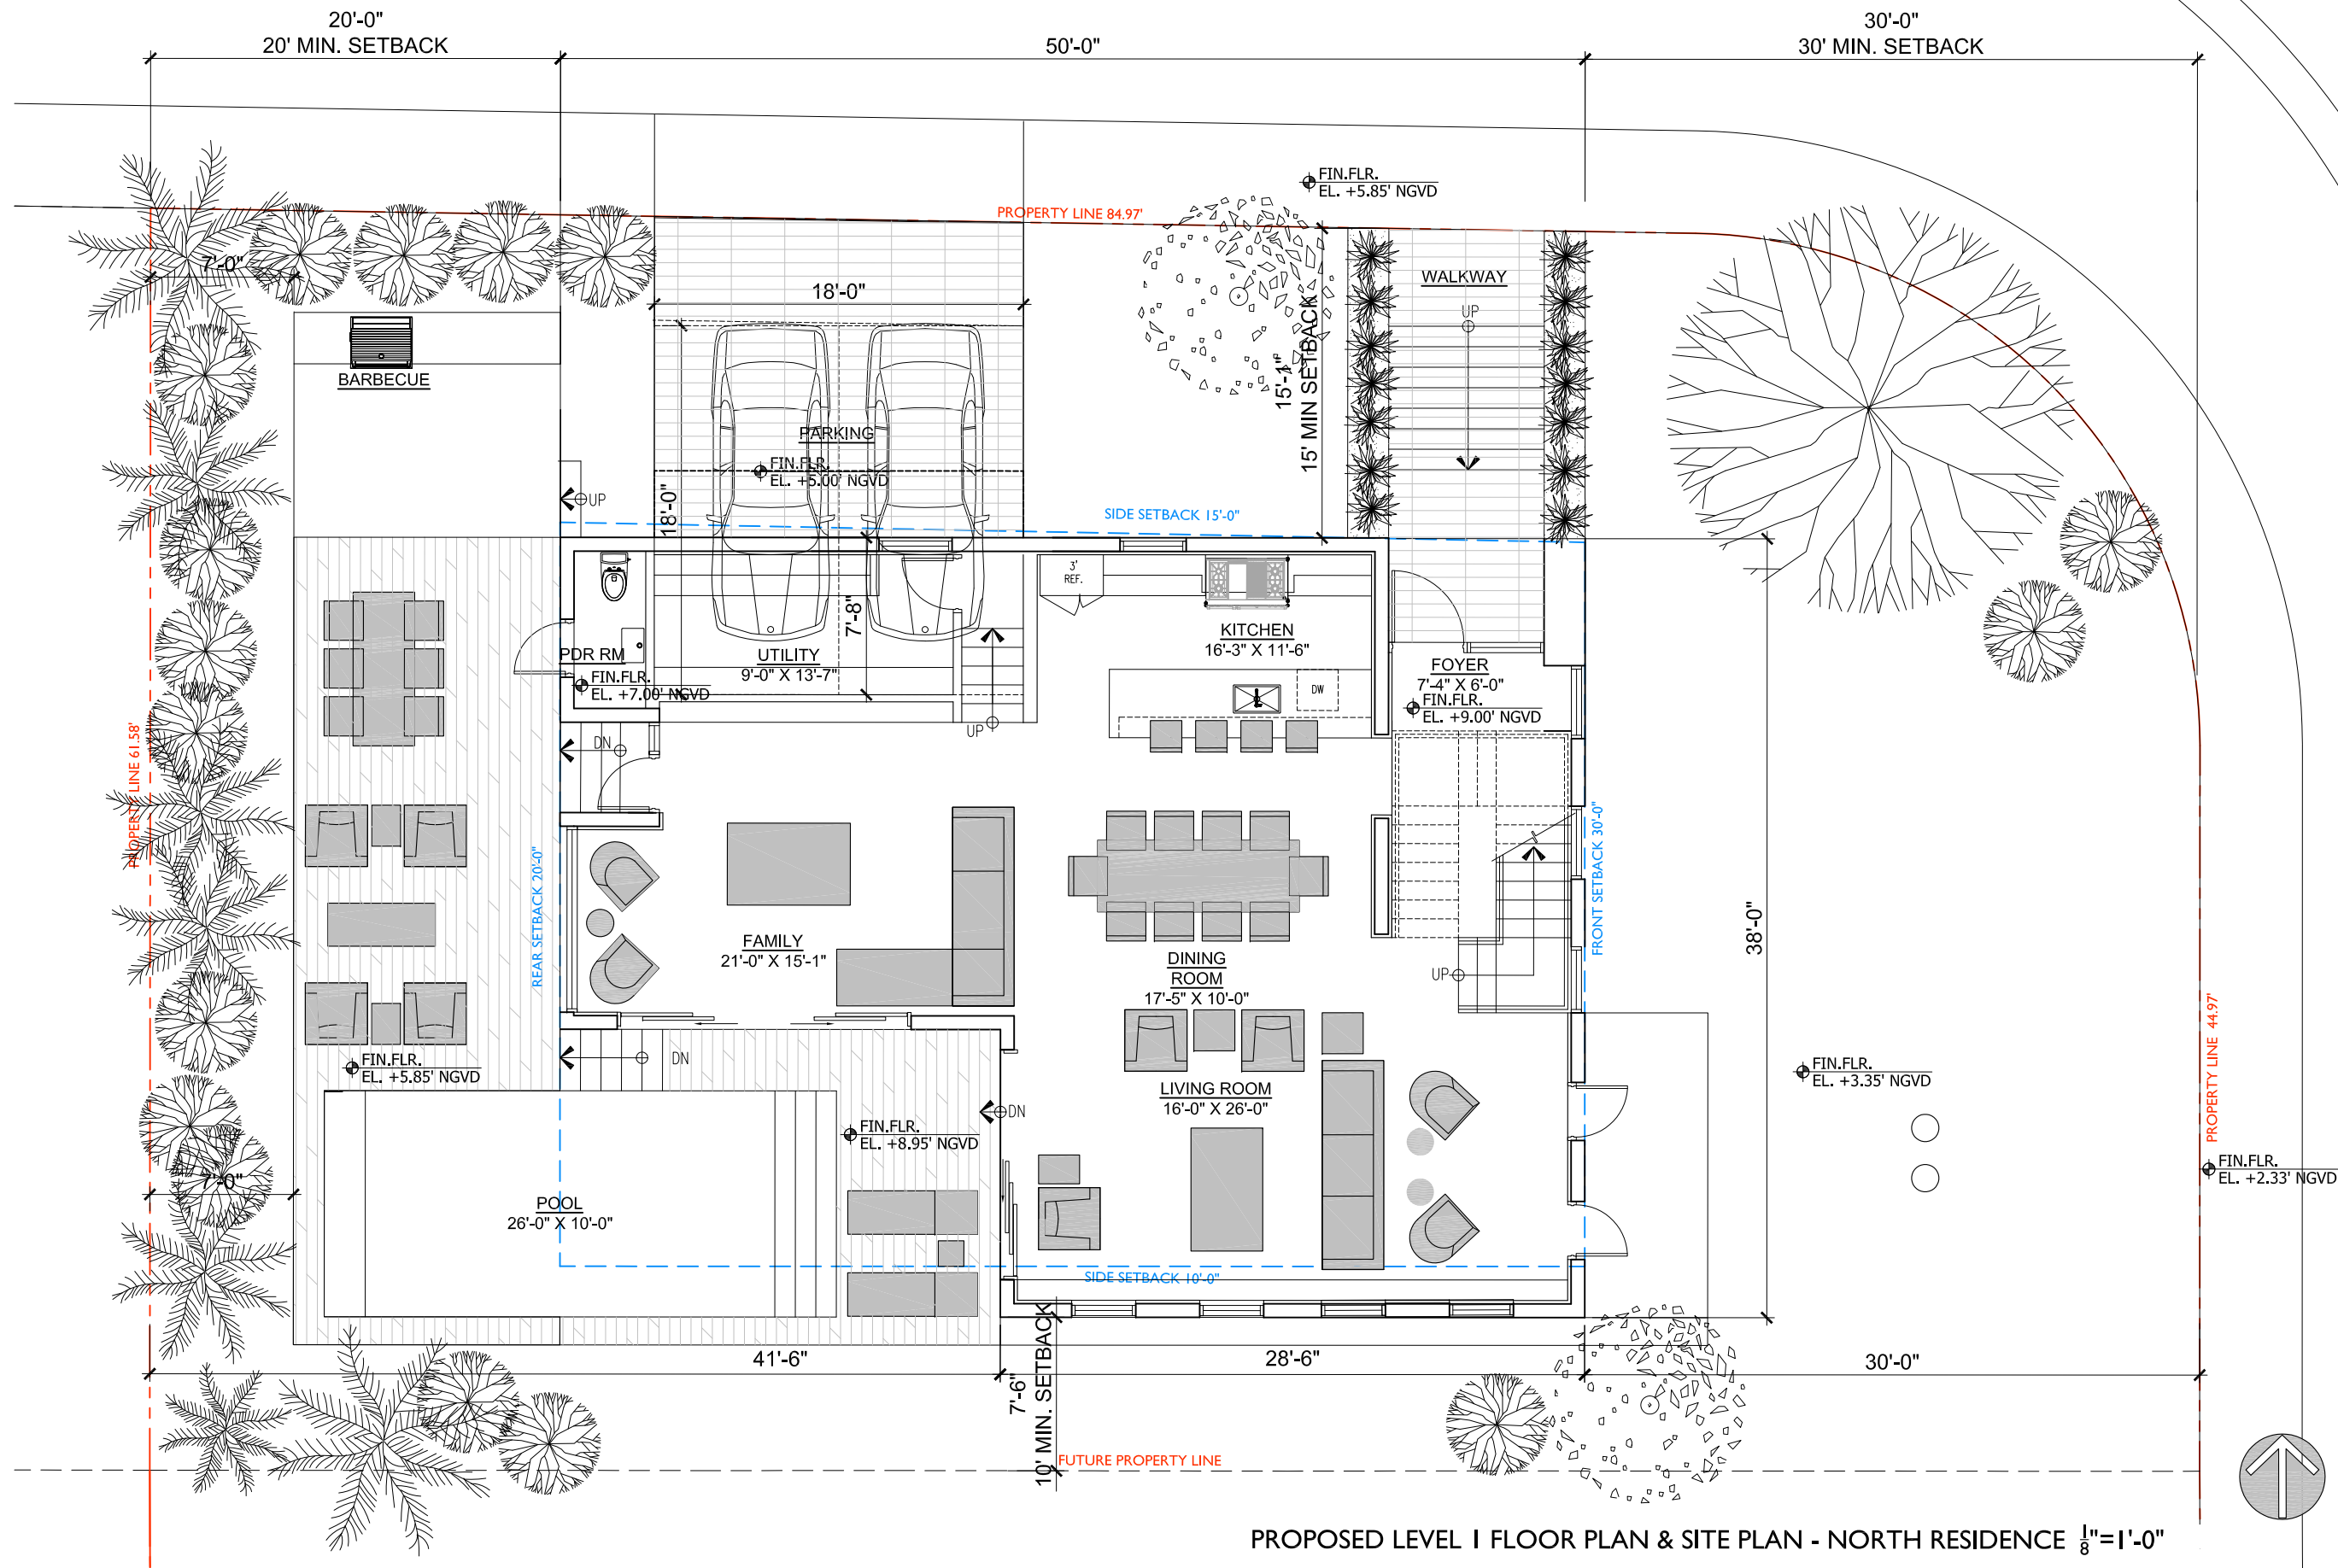 20'-0"
20' MIN. SETBACK
50'-0"
30'-0"
30' MIN. SETBACK
FIN.FLR.
EL. +5.85' NGVD
PROPERTY LINE 84.97'
7'-0"
18'-0"
WALKWAY
UP
BARBECUE
15'-1"
15' MIN SETBACK
PARKING
FIN.FLR.
EL. +5.00' NGVD
UP
18'-0"
SIDE SETBACK 15'-0"
3'
REF.
7'-8"
KITCHEN
16'-3" X 11'-6"
PDR RM
UTILITY
9'-0" X 13'-7"
FIN.FLR.
EL. +7.00' NGVD
FOYER
7'-4" X 6'-0"
FIN.FLR.
EL. +9.00' NGVD
DW
UP
DN
PROPERTY LINE 61.58'
REAR SETBACK 20'-0"
FRONT SETBACK 30'-0"
38'-0"
FAMILY
21'-0" X 15'-1"
DINING
ROOM
17'-5" X 10'-0"
UP
FIN.FLR.
EL. +5.85' NGVD
DN
LIVING ROOM
16'-0" X 26'-0"
DN
FIN.FLR.
EL. +8.95' NGVD
FIN.FLR.
EL. +3.35' NGVD
PROPERTY LINE 44.97'
FIN.FLR.
EL. +2.33' NGVD
7'-0"
POOL
26'-0" X 10'-0"
SIDE SETBACK 10'-0"
41'-6"
28'-6"
30'-0"
7'-6"
10' MIN. SETBACK
FUTURE PROPERTY LINE
PROPOSED LEVEL 1 FLOOR PLAN & SITE PLAN - NORTH RESIDENCE 1/8"=1'-0"